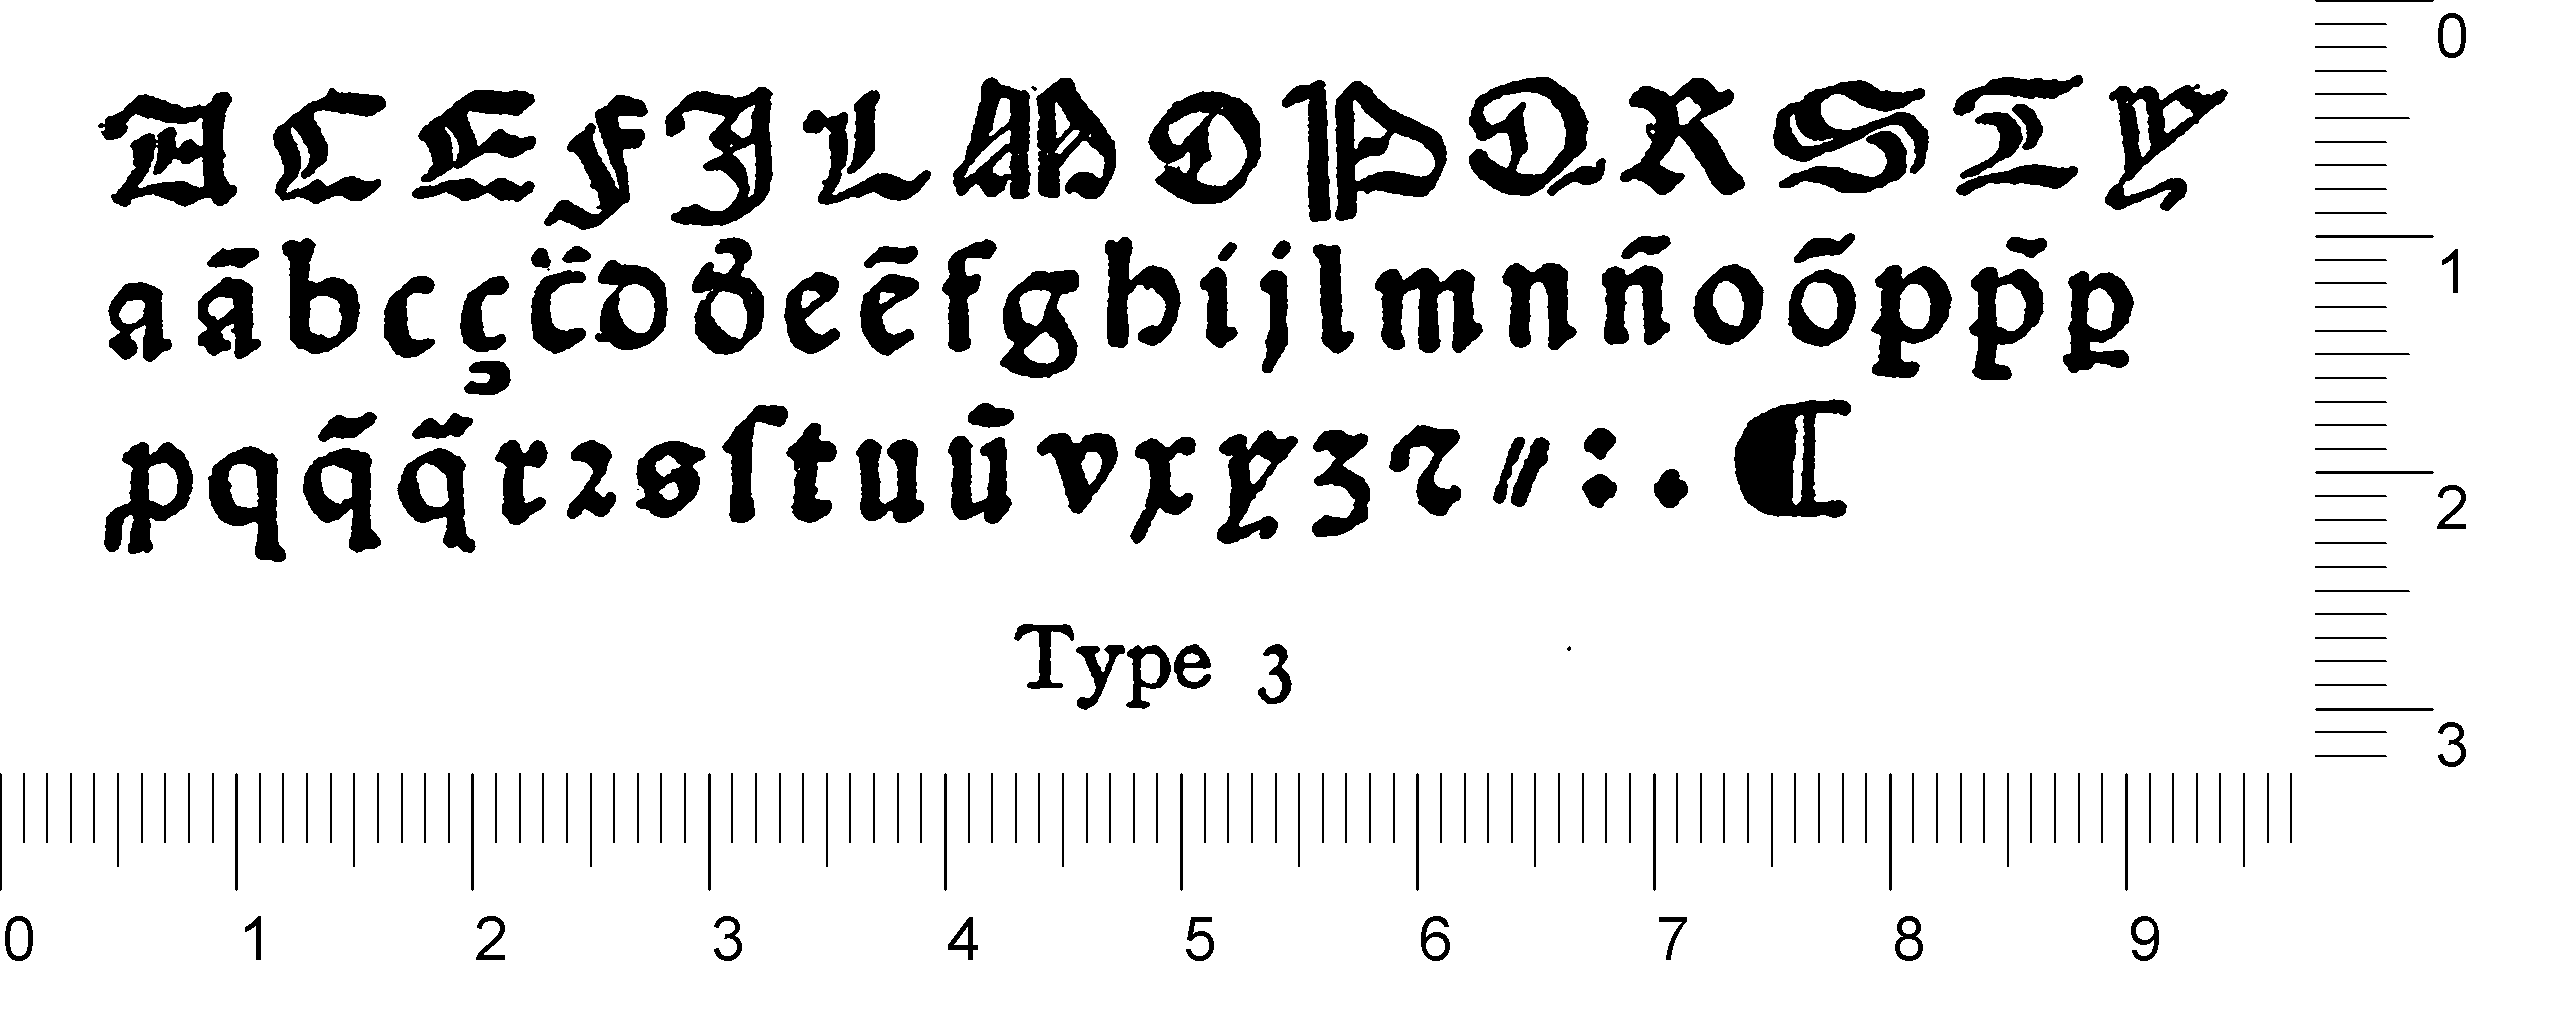 A C E F I L M O P Q R S T Y
a ã b c ç c̈ d d̉ e ẽ f g h i j l m n ñ o õ p p̃ ꝑ
ꝓ q q̃ q̈̃ r ꝛ s ſ t u ū v x y z ⁊ // : . ¶
Type 3
0
1
2
3
0 1 2 3 4 5 6 7 8 9